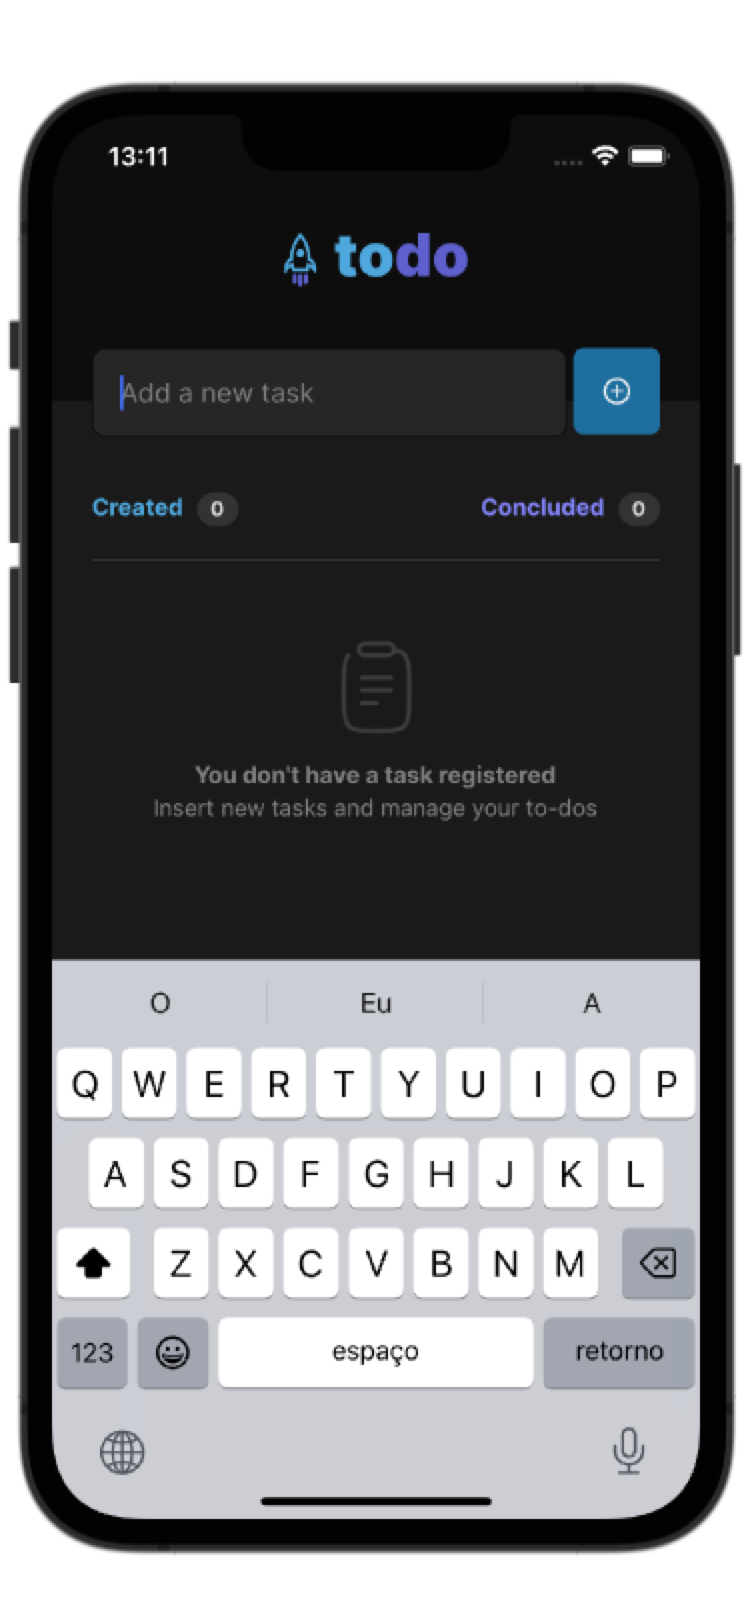 13:11
todo
Add a new task
Created 0 Concluded 0
You don't have a task registered
Insert new tasks and manage your to-dos
O Eu A
Q W E R T Y U I O P
A S D F G H J K L
Z X C V B N M
123 espaço retorno